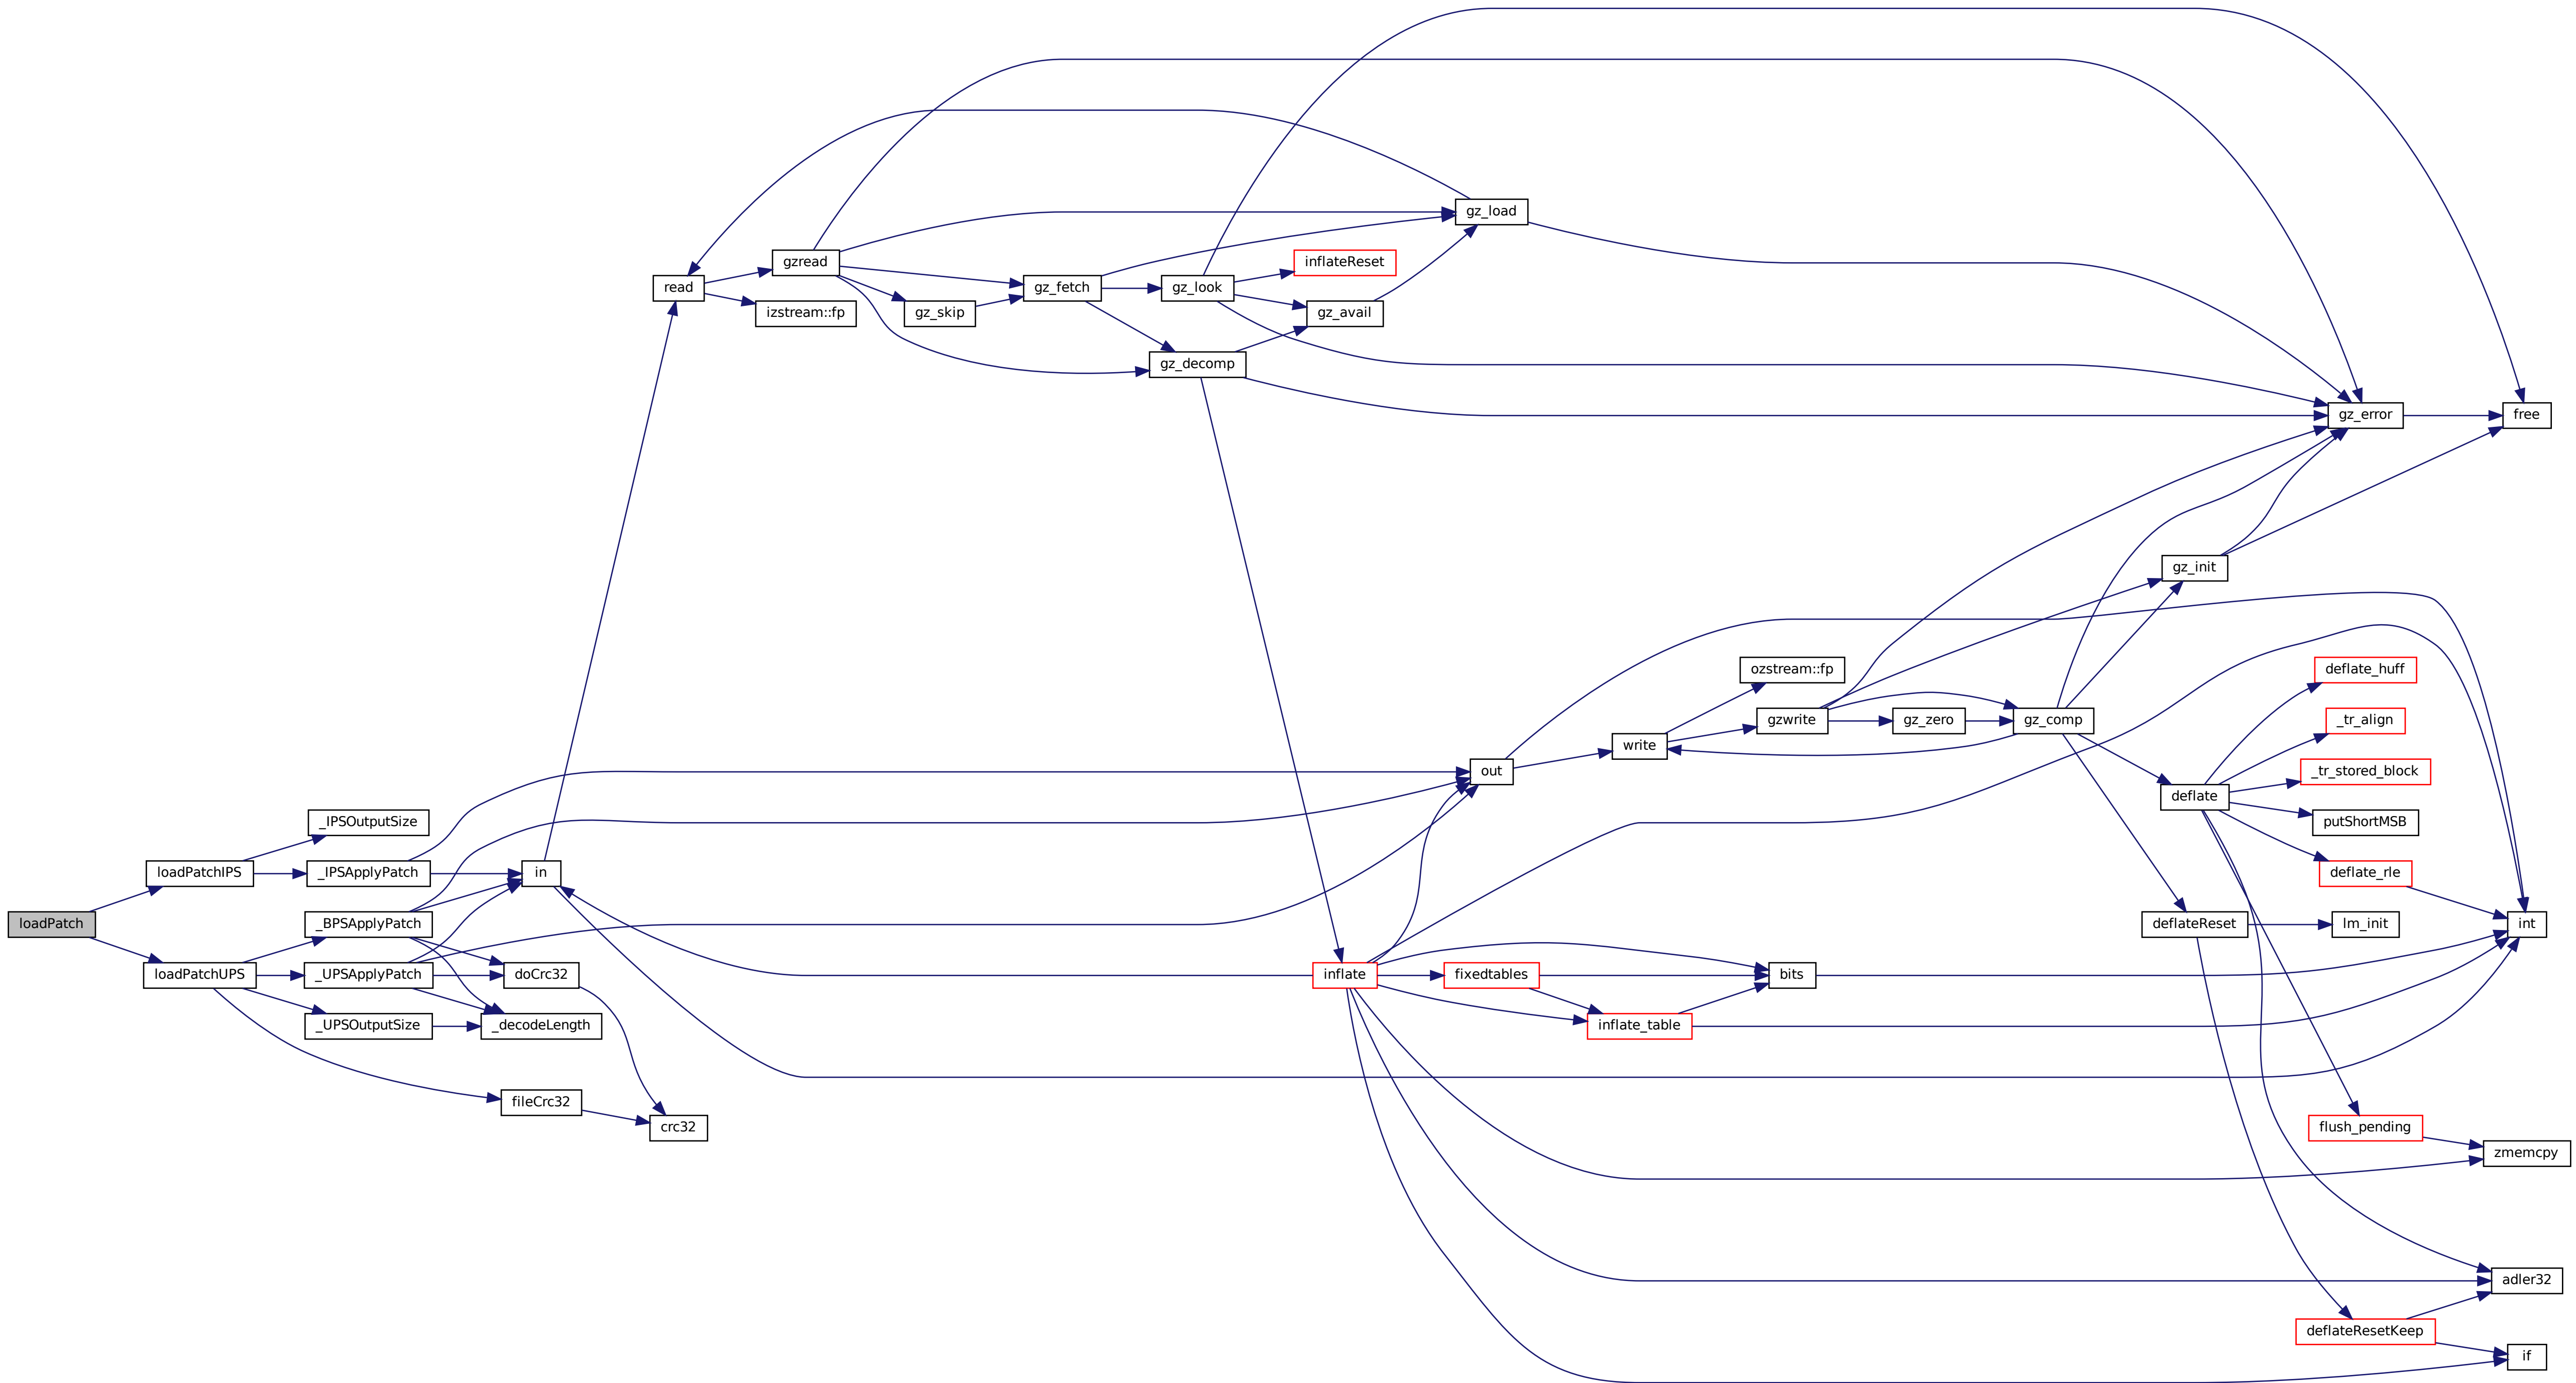 loadPatch
loadPatchIPS
loadPatchUPS
_IPSOutputSize
_IPSApplyPatch
_BPSApplyPatch
_UPSApplyPatch
_UPSOutputSize
in
doCrc32
_decodeLength
fileCrc32
read
crc32
gzread
izstream::fp
gz_skip
gz_fetch
gz_look
gz_decomp
inflateReset
gz_avail
inflate
gz_load
out
fixedtables
write
inflate_table
ozstream::fp
gzwrite
bits
gz_zero
gz_comp
gz_init
deflate
deflateReset
gz_error
deflate_huff
_tr_align
_tr_stored_block
putShortMSB
deflate_rle
lm_init
flush_pending
deflateResetKeep
free
int
zmemcpy
adler32
if